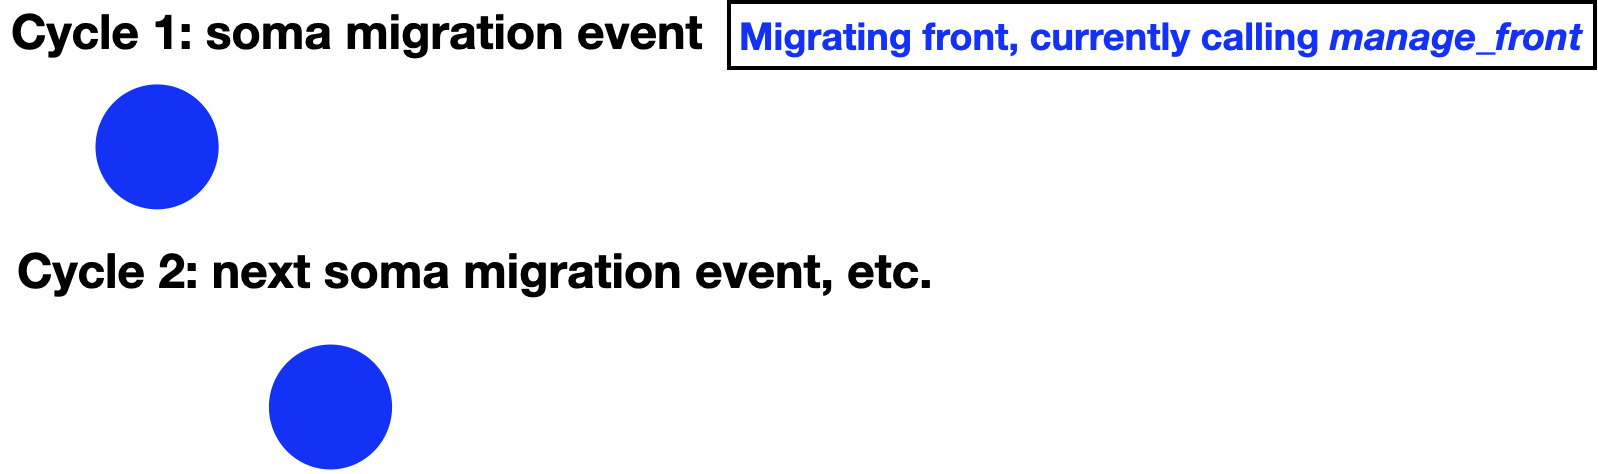 Cycle 1: soma migration event
Migrating front, currently calling manage_front
Cycle 2: next soma migration event, etc.